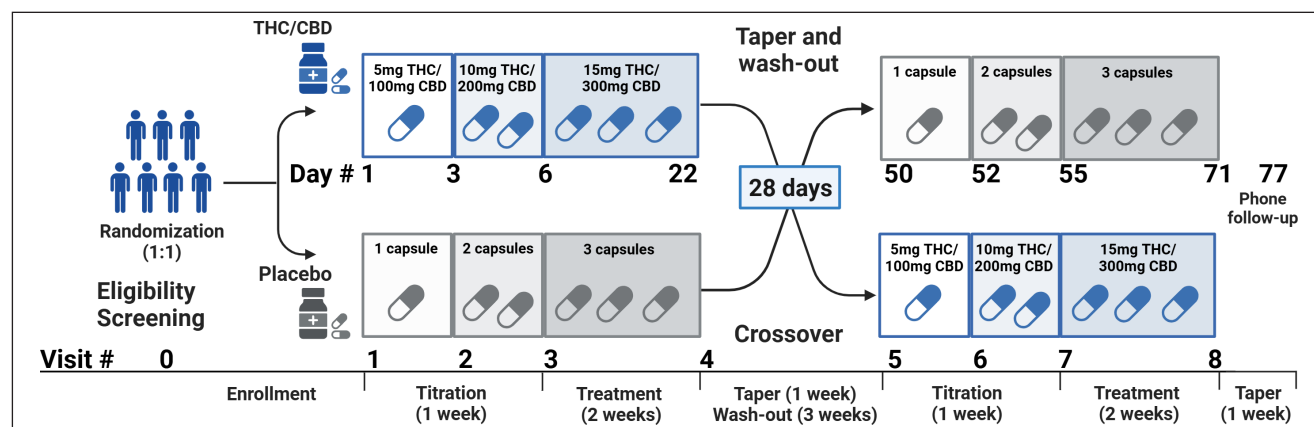 THC/CBD
5mg THC/
100mg CBD
10mg THC/
200mg CBD
15mg THC/
300mg CBD
Day # 1 3 6 22
Randomization
(1:1)
Eligibility
Screening
Placebo
1 capsule
2 capsules
3 capsules
Taper and
wash-out
28 days
Crossover
1 capsule
2 capsules
3 capsules
50 52 55 71 77
Phone
follow-up
5mg THC/
100mg CBD
10mg THC/
200mg CBD
15mg THC/
300mg CBD
Visit # 0 1 2 3 4 5 6 7 8
Enrollment
Titration
(1 week)
Treatment
(2 weeks)
Taper (1 week)
Wash-out (3 weeks)
Titration
(1 week)
Treatment
(2 weeks)
Taper
(1 week)